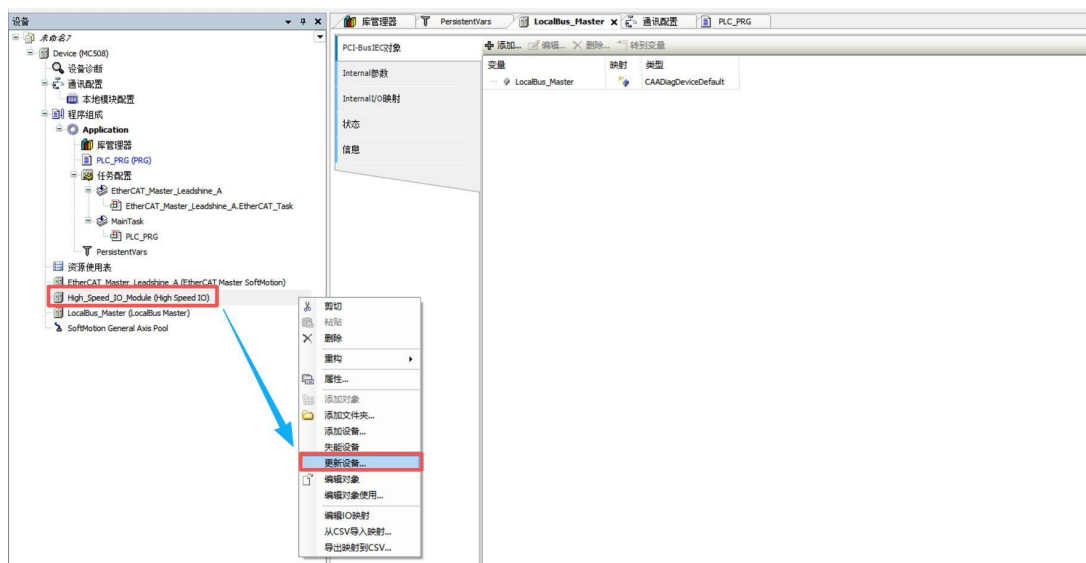 设备
未命名7
Device (MC508)
设备诊断
通讯配置
本地模块配置
程序组成
Application
库管理器
PLC_PRG (PRG)
任务配置
EtherCAT_Master_Leadshine_A
EtherCAT_Master_Leadshine_A.EtherCAT_Task
MainTask
PLC_PRG
PersistentVars
资源使用表
EtherCAT_Master_Leadshine_A (EtherCAT Master SoftMotion)
High_Speed_IO_Module (High Speed IO)
LocalBus_Master (LocalBus Master)
SoftMotion General Axis Pool
剪切
粘贴
删除
重构
属性...
添加对象
添加文件夹...
添加设备...
失能设备
更新设备...
编辑对象
编辑对象使用...
编辑IO映射
从CSV导入映射...
导出映射到CSV...
库管理器 PersistentVars LocalBus_Master 通讯配置 PLC_PRG
PCI-BusIEC对象
Internal参数
InternalI/O映射
状态
信息
添加... 编辑... 删除... 转到变量
变量 映射 类型
LocalBus_Master CAADiagDeviceDefault